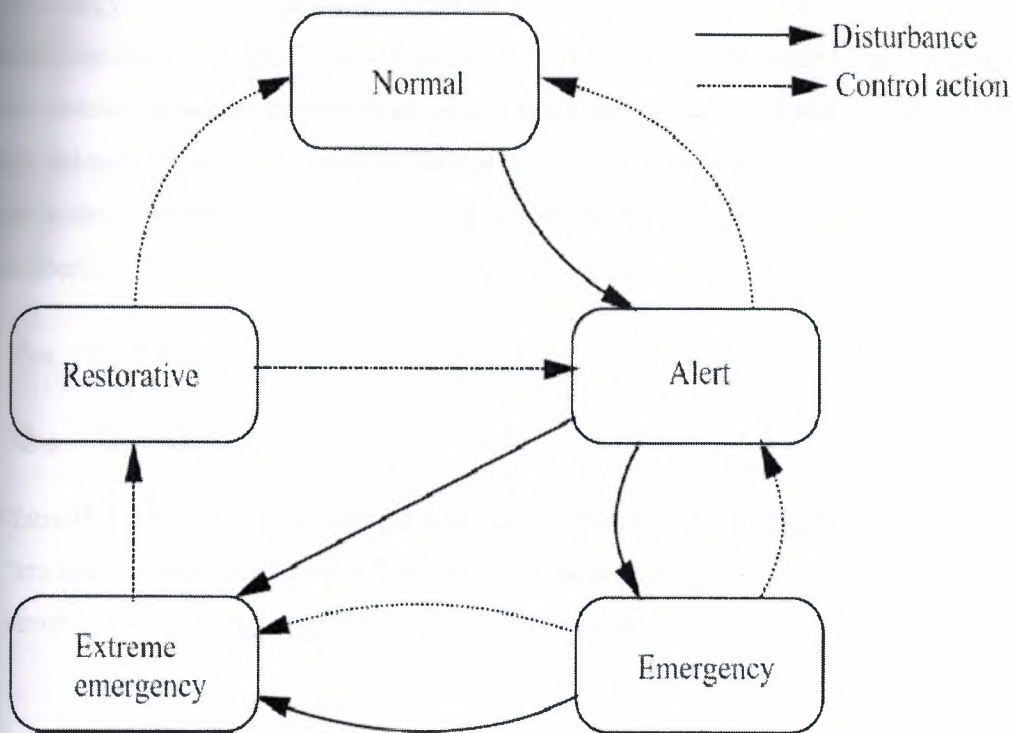 Normal
Disturbance
Control action
Restorative
Alert
Extreme
emergency
Emergency